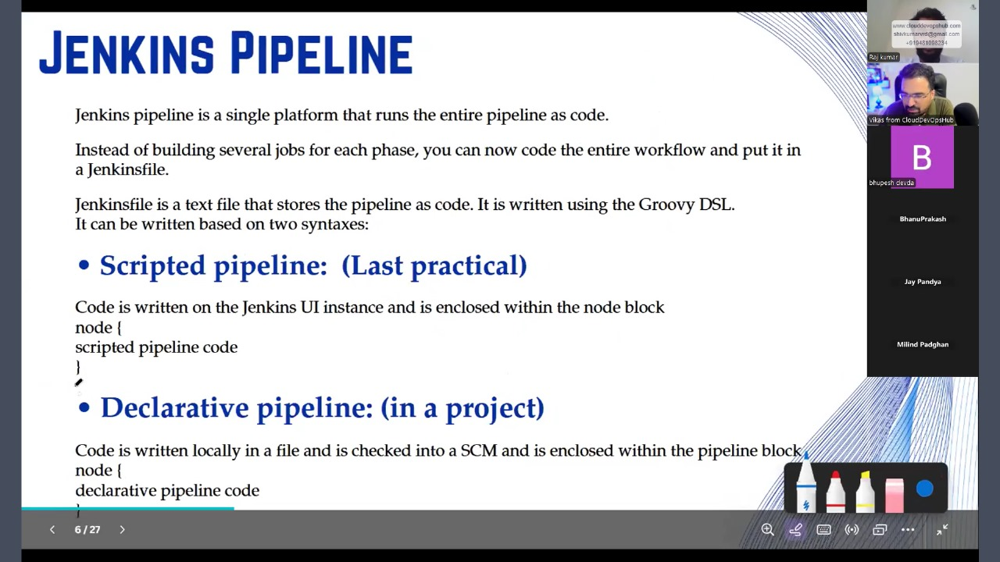 JENKINS PIPELINE
Jenkins pipeline is a single platform that runs the entire pipeline as code.
Instead of building several jobs for each phase, you can now code the entire workflow and put it in
a Jenkinsfile.
Jenkinsfile is a text file that stores the pipeline as code. It is written using the Groovy DSL.
It can be written based on two syntaxes:
• Scripted pipeline: (Last practical)
Code is written on the Jenkins UI instance and is enclosed within the node block
node {
scripted pipeline code
}
• Declarative pipeline: (in a project)
Code is written locally in a file and is checked into a SCM and is enclosed within the pipeline block
node {
declarative pipeline code
}
6 / 27
www.clouddevopshub.com
shivkumarvrd@gmail.com
Raj kumar
Vikas from CloudDevOpsHub
B
bhupesh devda
BhanuPrakash
Jay Pandya
Milind Padghan